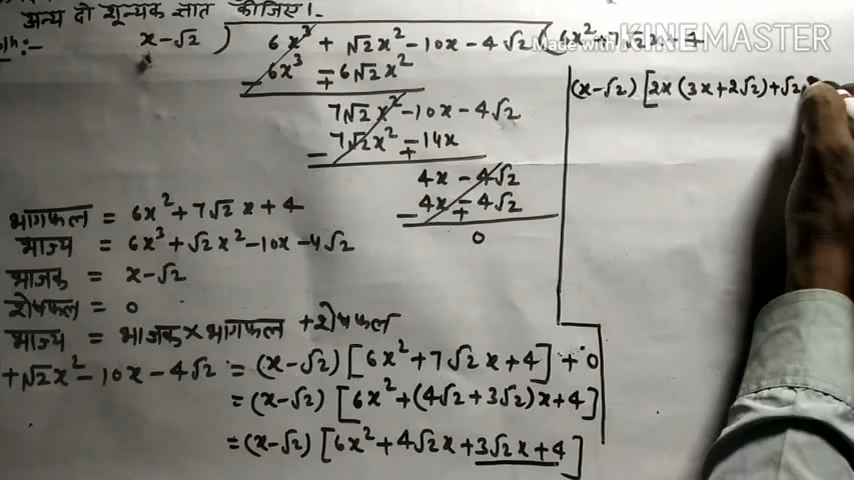 अन्य दो शून्यक ज्ञात कीजिए।
x-√2 ) 6x³ + √2x² -10x - 4√2 ( 6x²+7√2x+4
6x³ -6√2x²
7√2x² -10x - 4√2
7√2x² -14x
4x - 4√2
4x - 4√2
0
भागफल = 6x²+7√2x+4
भाज्य = 6x³+√2x²-10x-4√2
भाजक = x-√2
शेषफल = 0
भाज्य = भाजक×भागफल +शेषफल
+√2x²-10x-4√2 = (x-√2) [6x²+7√2x+4] + 0
= (x-√2) [6x²+(4√2+3√2)x+4]
= (x-√2) [6x²+4√2x+3√2x+4]
(x-√2) [2x(3x+2√2)+√2
Made with KINEMASTER